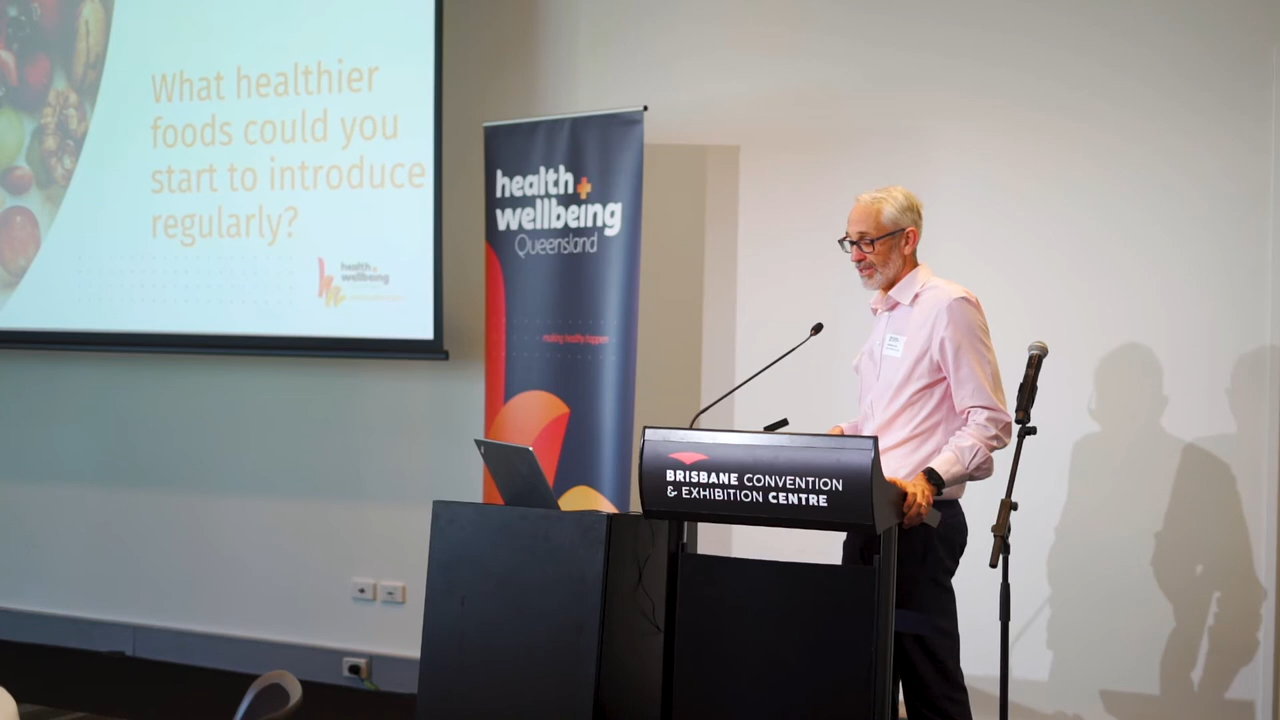 What healthier
foods could you
start to introduce
regularly?
health
wellbeing
health+
wellbeing
Queensland
making healthy happen
BRISBANE CONVENTION
& EXHIBITION CENTRE